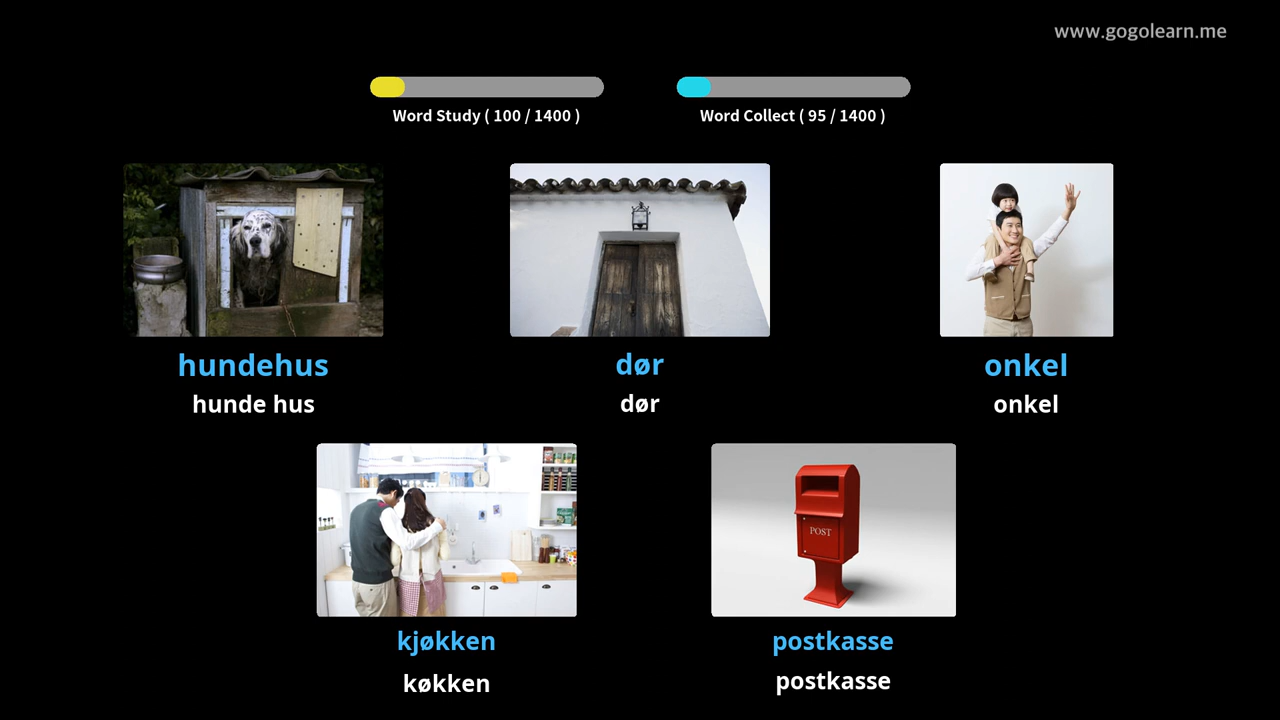 www.gogolearn.me
Word Study ( 100 / 1400 )
Word Collect ( 95 / 1400 )
hundehus
dør
onkel
hunde hus
dør
onkel
POST
kjøkken
postkasse
køkken
postkasse